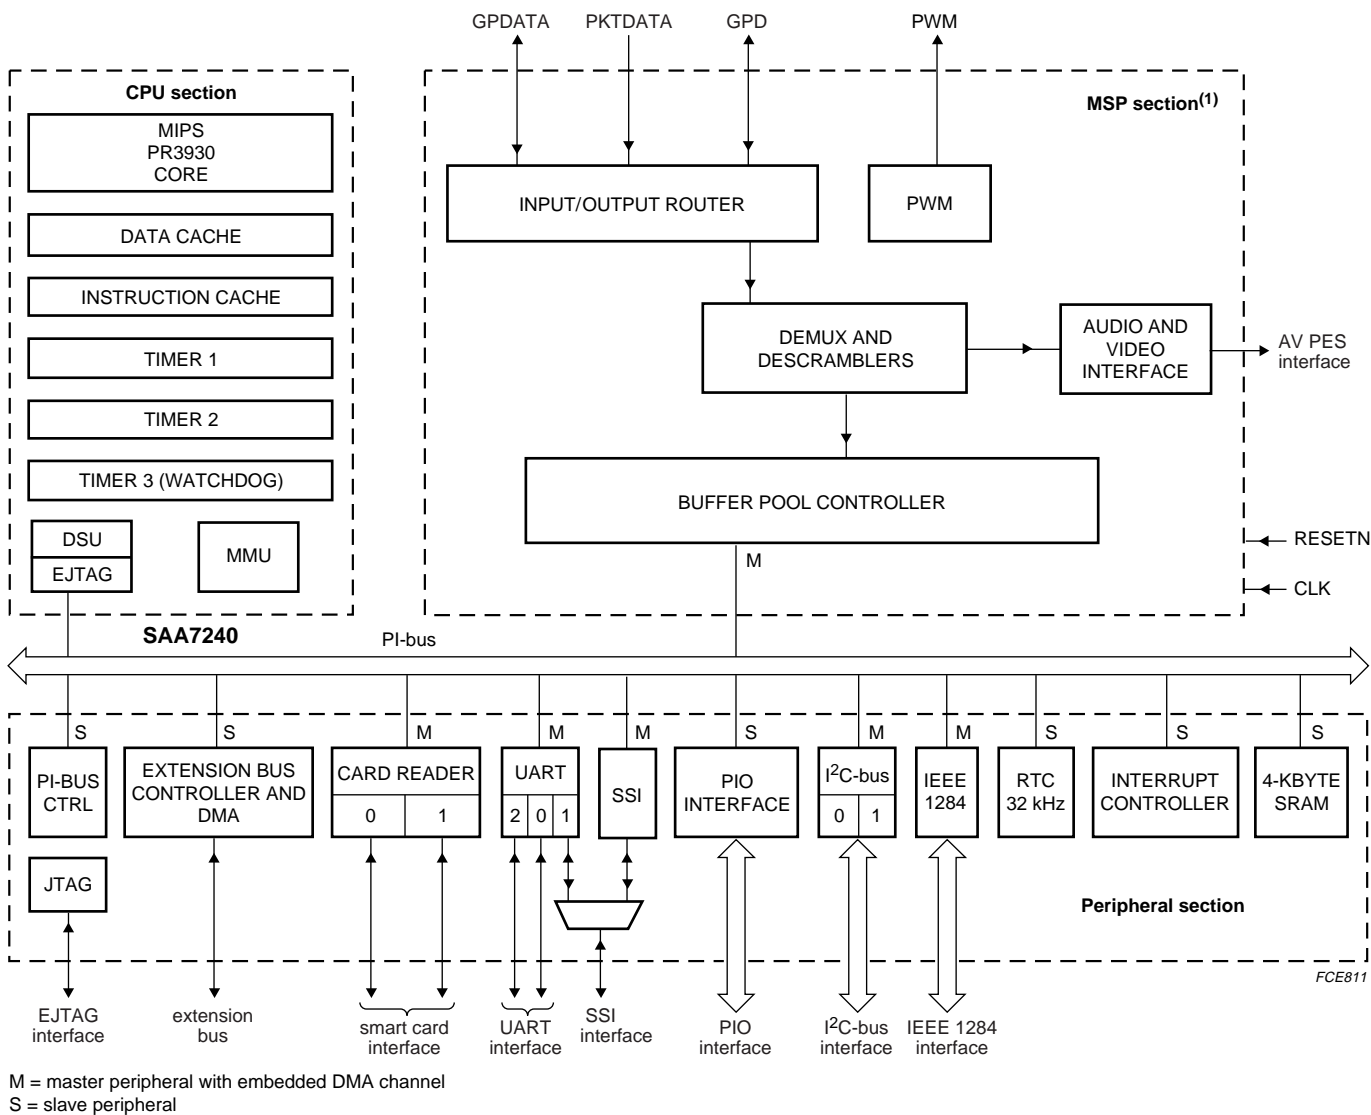 GPDATA PKTDATA GPD PWM
CPU section
MSP section(1)
MIPS
PR3930
CORE
DATA CACHE
INSTRUCTION CACHE
TIMER 1
TIMER 2
TIMER 3 (WATCHDOG)
DSU
EJTAG
MMU
INPUT/OUTPUT ROUTER
PWM
DEMUX AND
DESCRAMBLERS
AUDIO AND
VIDEO
INTERFACE
AV PES
interface
BUFFER POOL CONTROLLER
M
RESETN
CLK
SAA7240
PI-bus
S S M M M S M M S S S
PI-BUS
CTRL
EXTENSION BUS
CONTROLLER AND
DMA
CARD READER
0 1
UART
2 0 1
SSI
PIO
INTERFACE
I2C-bus
0 1
IEEE
1284
RTC
32 kHz
INTERRUPT
CONTROLLER
4-KBYTE
SRAM
JTAG
Peripheral section
FCE811
EJTAG
interface
extension
bus
smart card
interface
UART
interface
SSI
interface
PIO
interface
I2C-bus
interface
IEEE 1284
interface
M = master peripheral with embedded DMA channel
S = slave peripheral